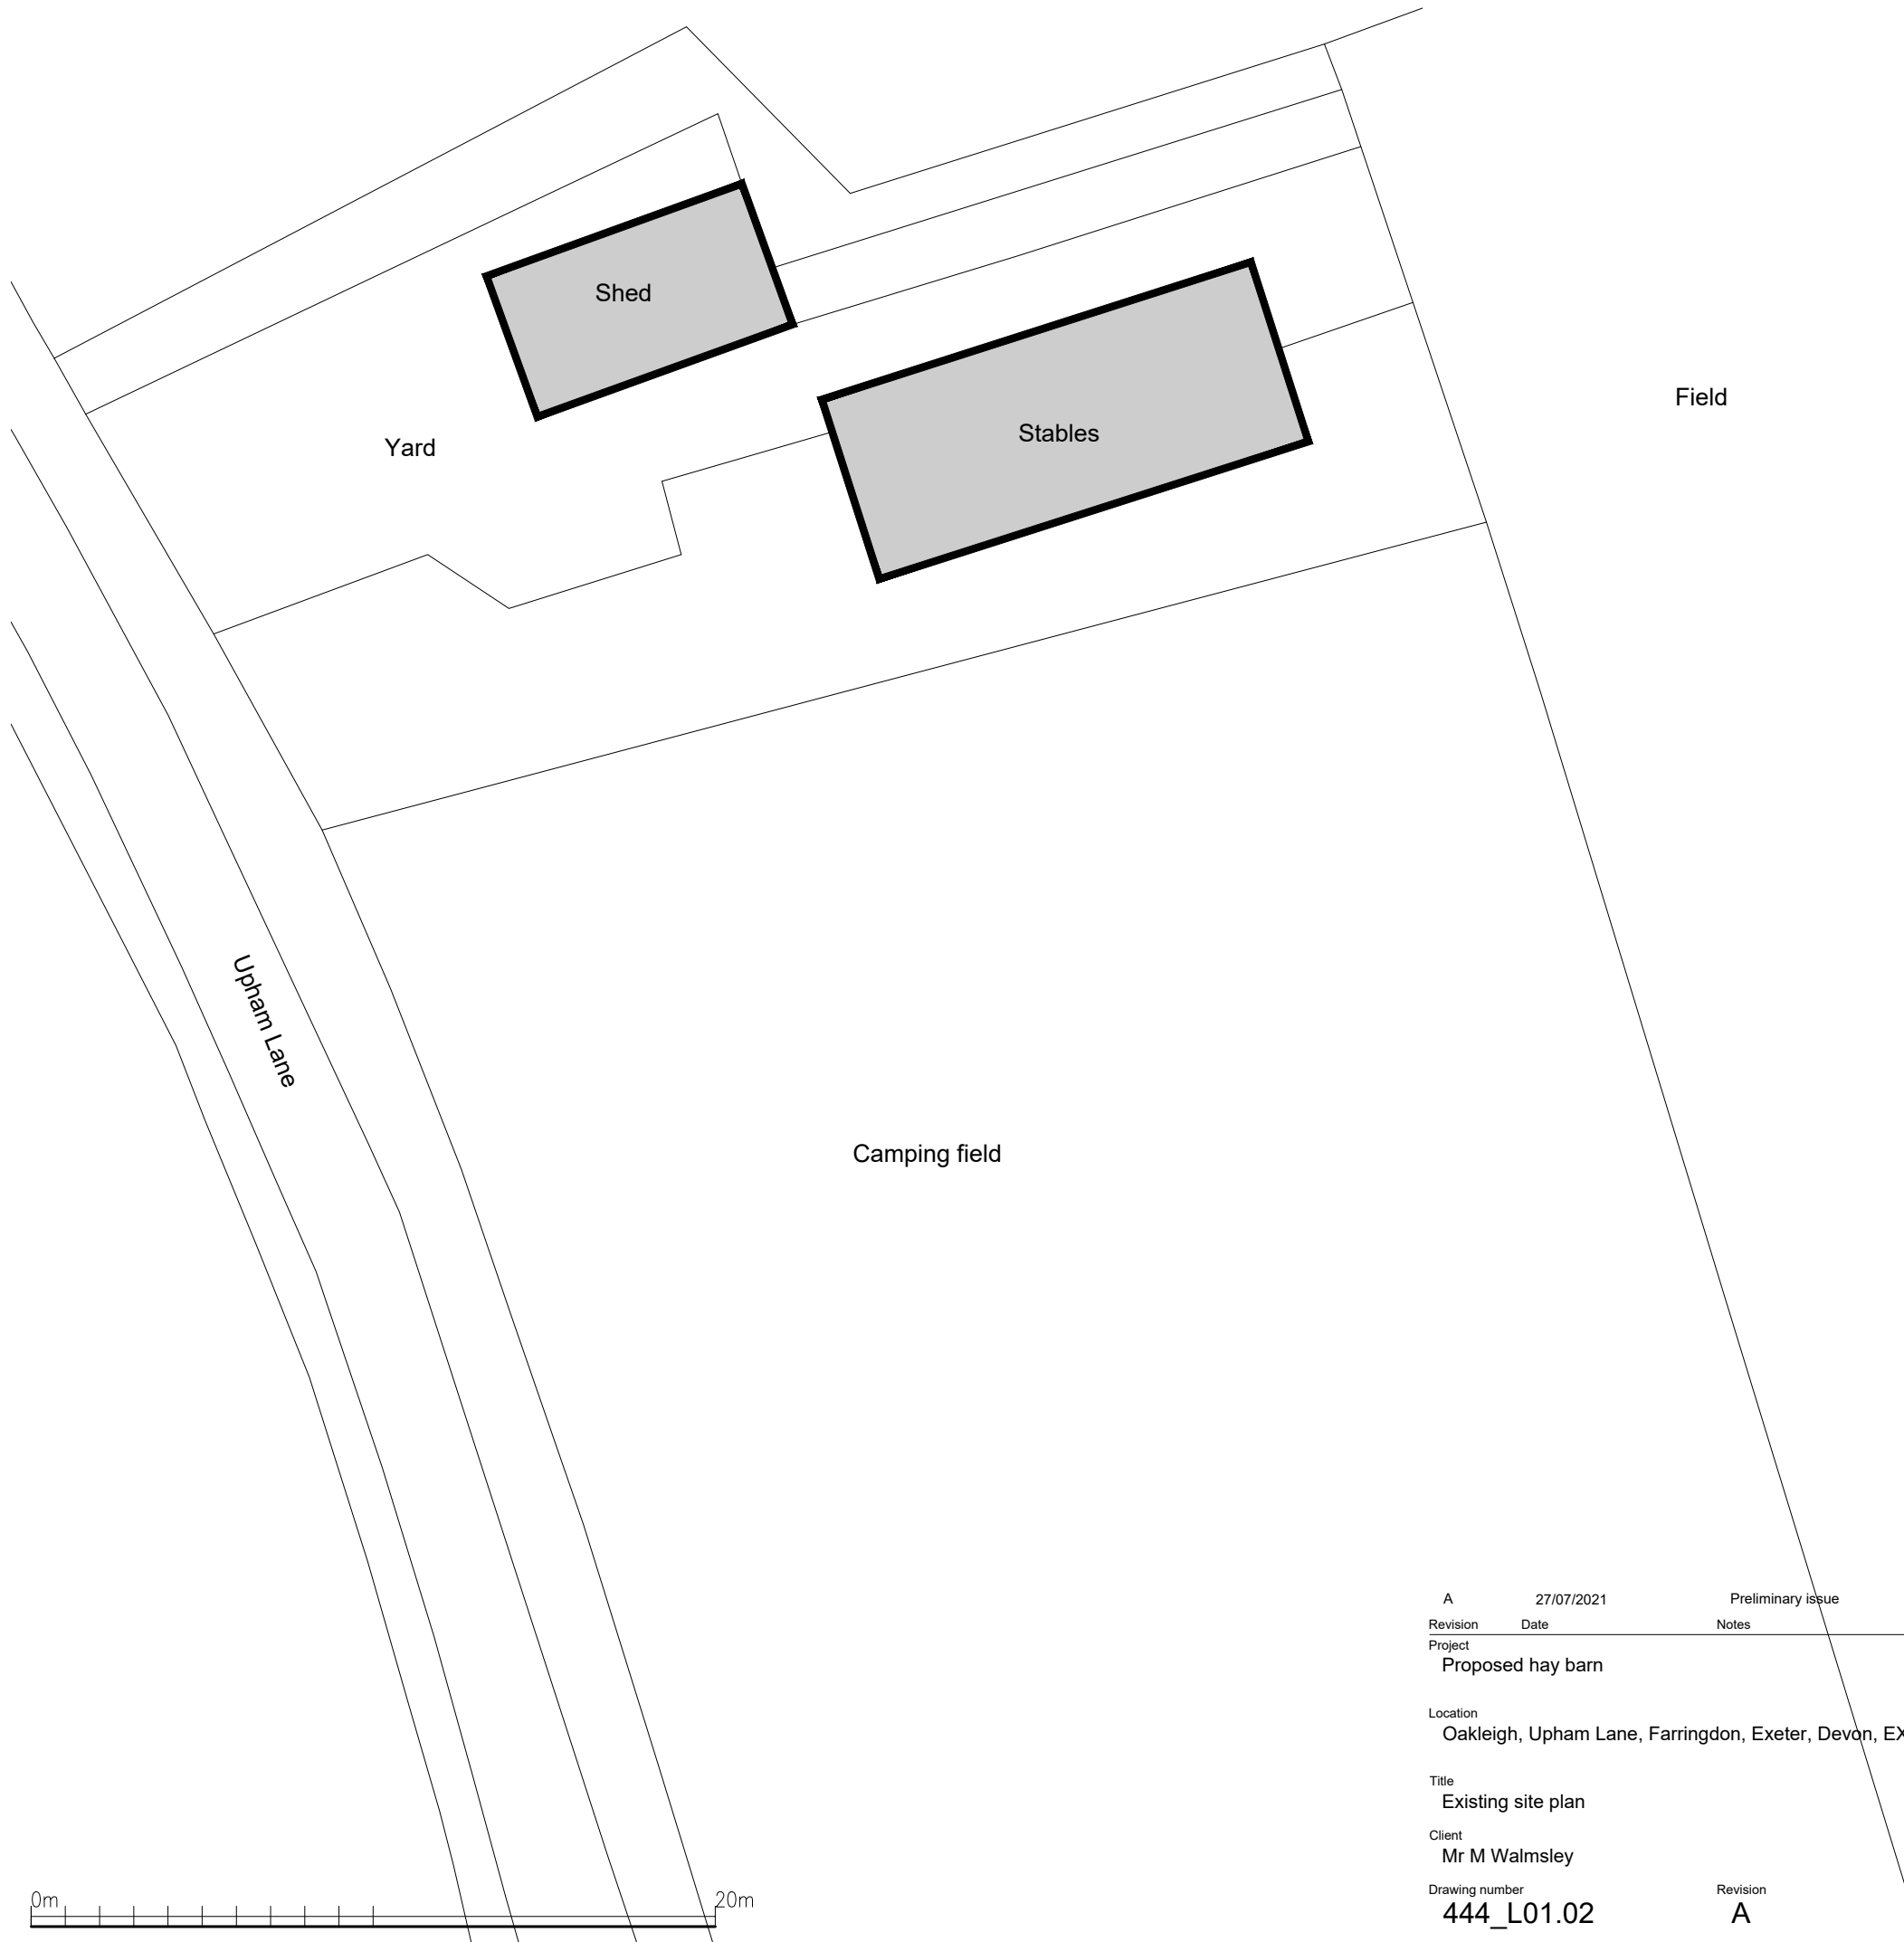 Shed
Stables
Field
Yard
Upham Lane
Camping field
A 27/07/2021 Preliminary issue
Revision Date Notes
Project
Proposed hay barn
Location
Oakleigh, Upham Lane, Farringdon, Exeter, Devon, EX
Title
Existing site plan
Client
Mr M Walmsley
Drawing number Revision
444_L01.02 A
0m 20m